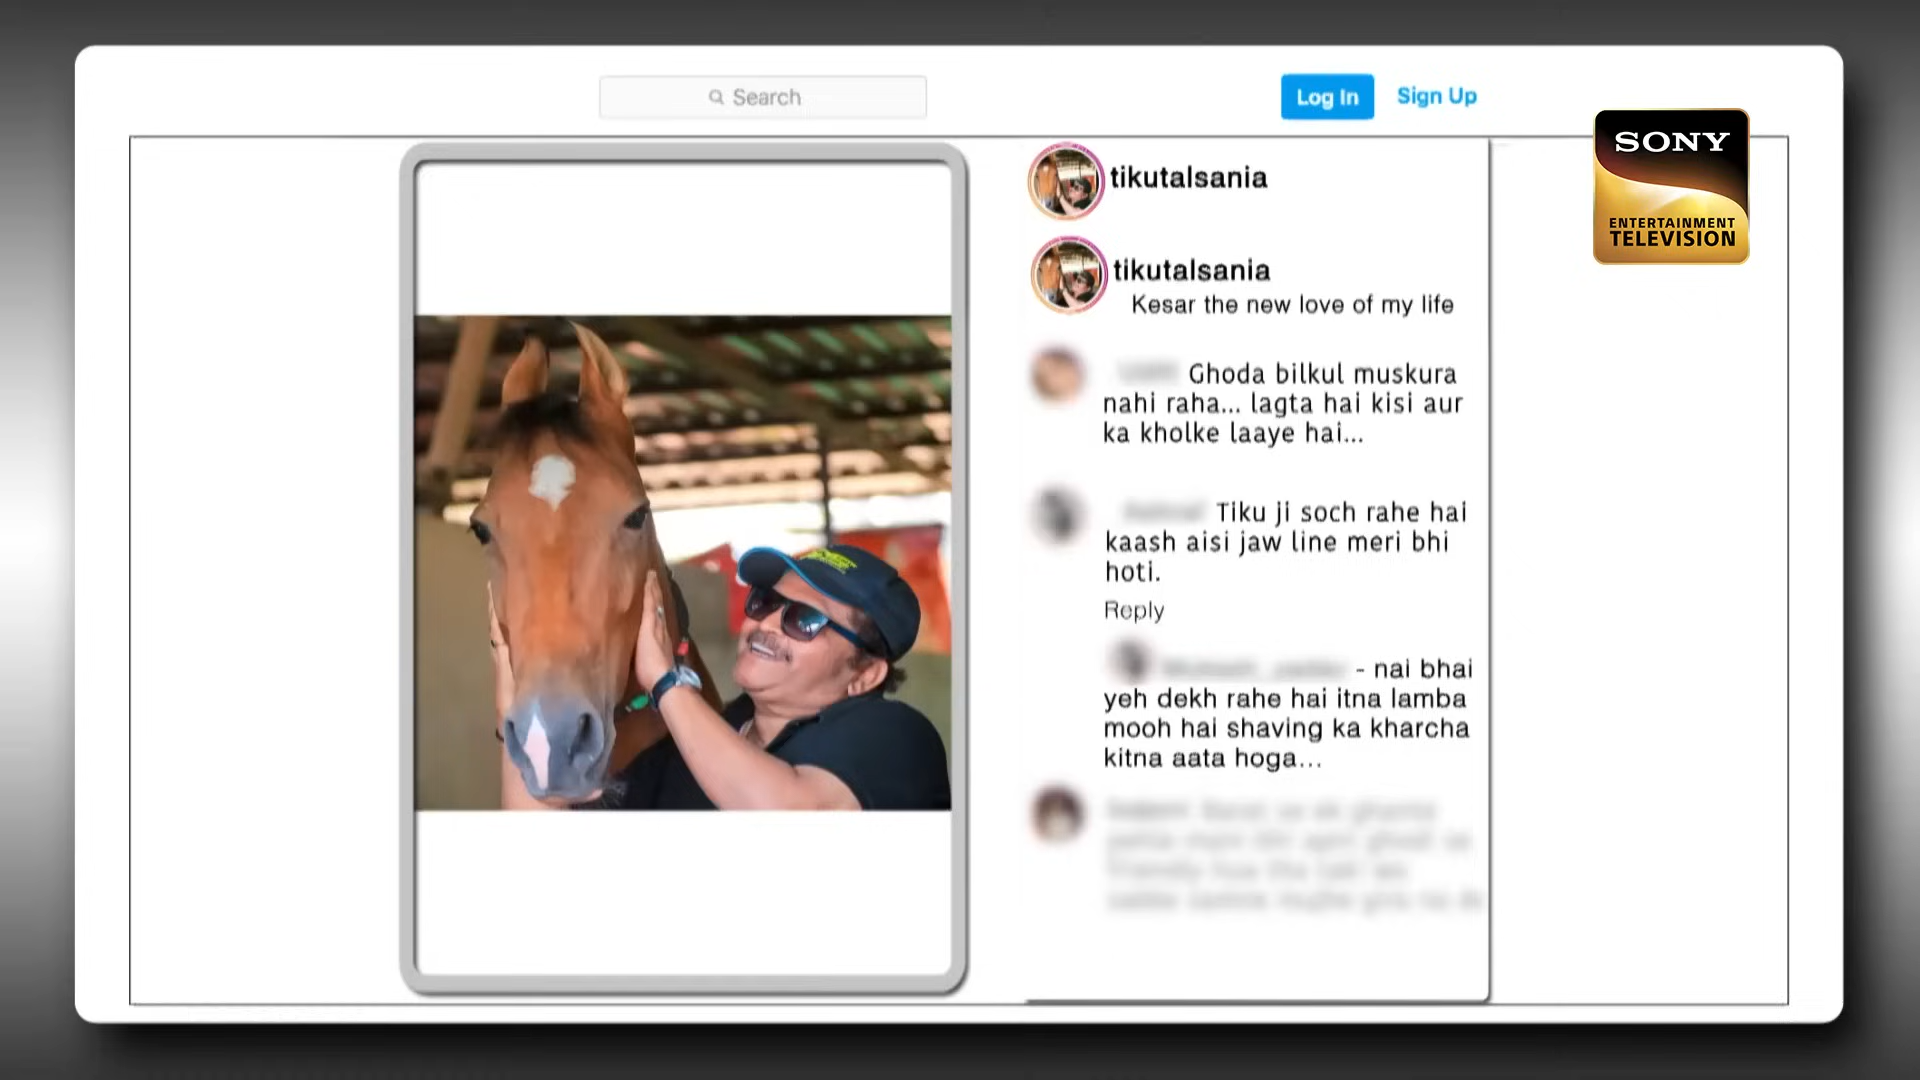 Search
Log In
Sign Up
SONY
ENTERTAINMENT
TELEVISION
tikutalsania
tikutalsania
Kesar the new love of my life
Ghoda bilkul muskura
nahi raha... lagta hai kisi aur
ka kholke laaye hai...
Tiku ji soch rahe hai
kaash aisi jaw line meri bhi
hoti.
Reply
- nai bhai
yeh dekh rahe hai itna lamba
mooh hai shaving ka kharcha
kitna aata hoga...